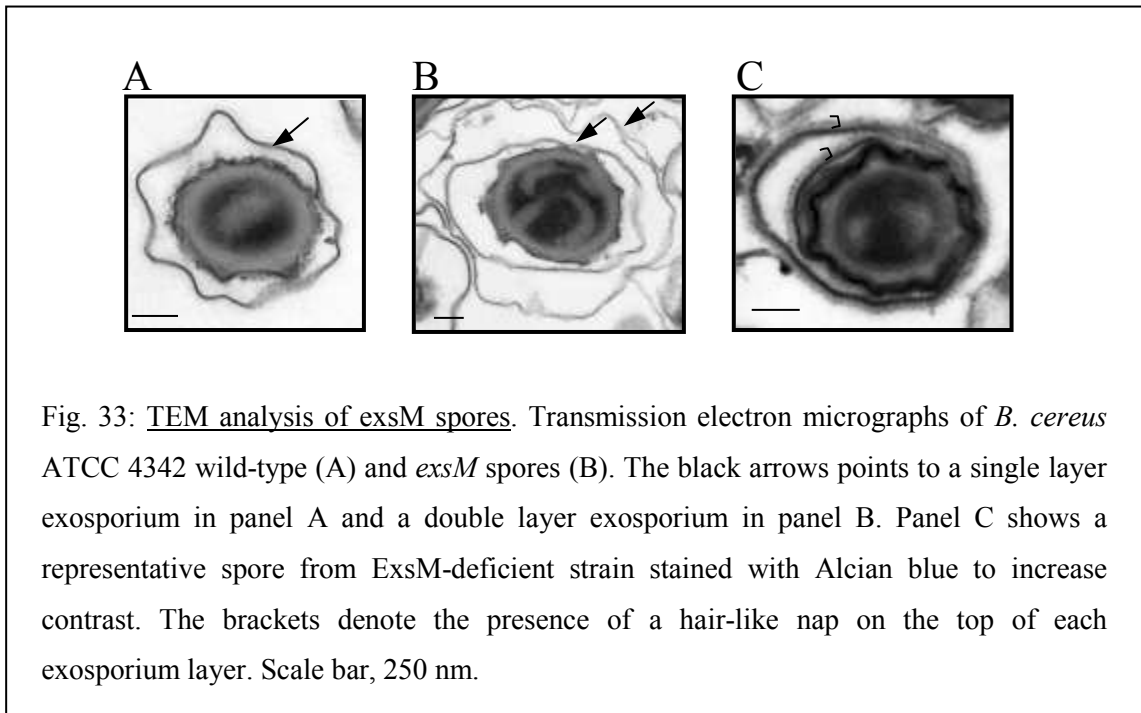 A B C
Fig. 33: TEM analysis of exsM spores. Transmission electron micrographs of B. cereus
ATCC 4342 wild-type (A) and exsM spores (B). The black arrows points to a single layer
exosporium in panel A and a double layer exosporium in panel B. Panel C shows a
representative spore from ExsM-deficient strain stained with Alcian blue to increase
contrast. The brackets denote the presence of a hair-like nap on the top of each
exosporium layer. Scale bar, 250 nm.